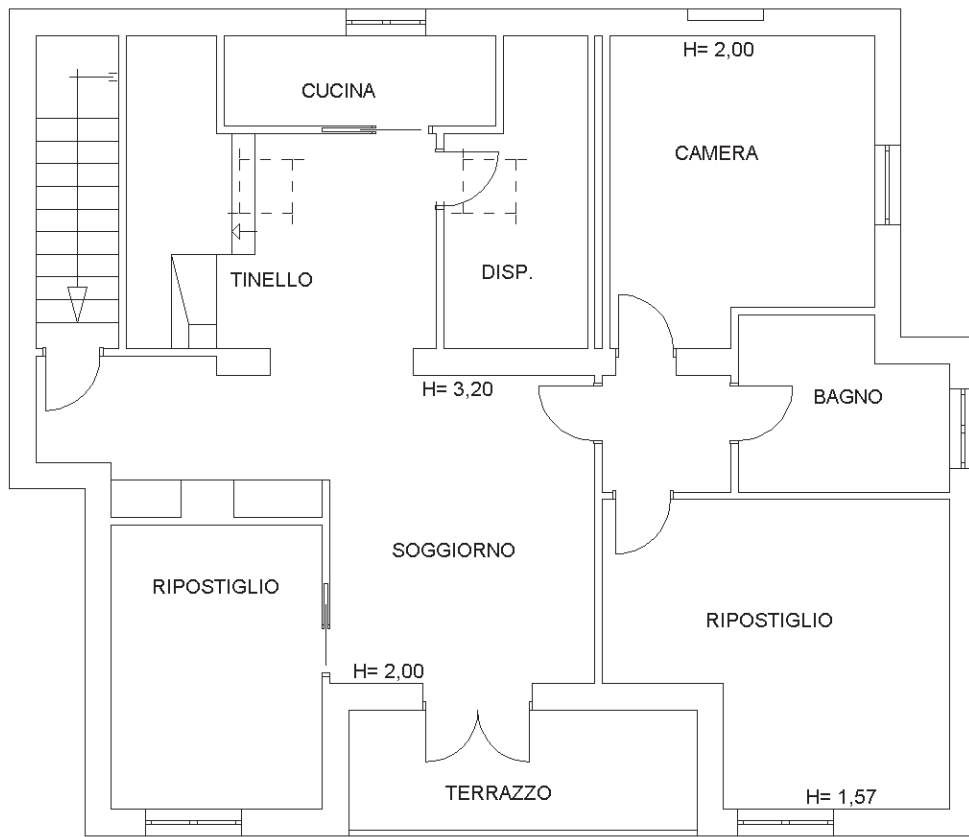 H= 2,00
CUCINA
CAMERA
TINELLO
DISP.
H= 3,20
BAGNO
SOGGIORNO
RIPOSTIGLIO
RIPOSTIGLIO
H= 2,00
TERRAZZO
H= 1,57